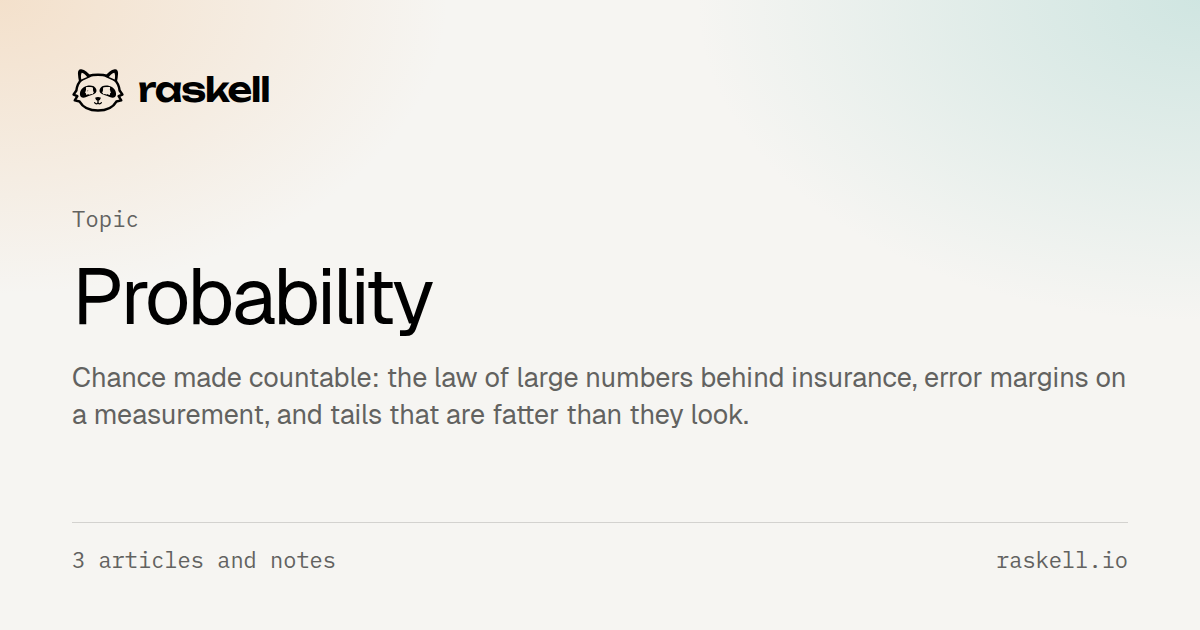 raskell
Topic
Probability
Chance made countable: the law of large numbers behind insurance, error margins on
a measurement, and tails that are fatter than they look.
3 articles and notes
raskell.io